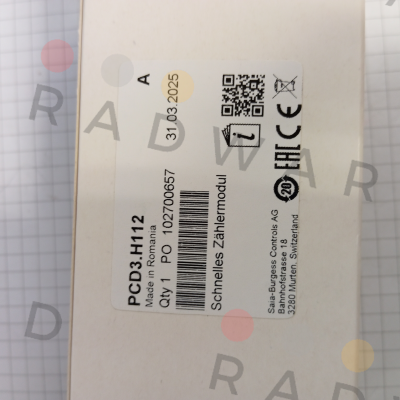 PCD3.H112
A
Made in Romania
31.03.2025
Qty 1 PO 102700657
Schnelles Zählermodul
i
20
EAC CE
Saia-Burgess Controls AG
Bahnhofstrasse 18
3280 Murten, Switzerland
RADWAR
D
RADWAR